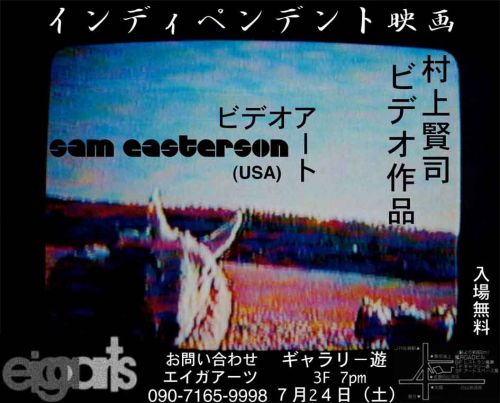 インディペンデント映画
村上賢司
ビデオ作品
ビデオアート
sam easterson
(USA)
入場無料
eigaarts
お問い合わせ
エイガアーツ
090-7165-9998
ギャラリー遊
3F 7pm
7月24日（土）